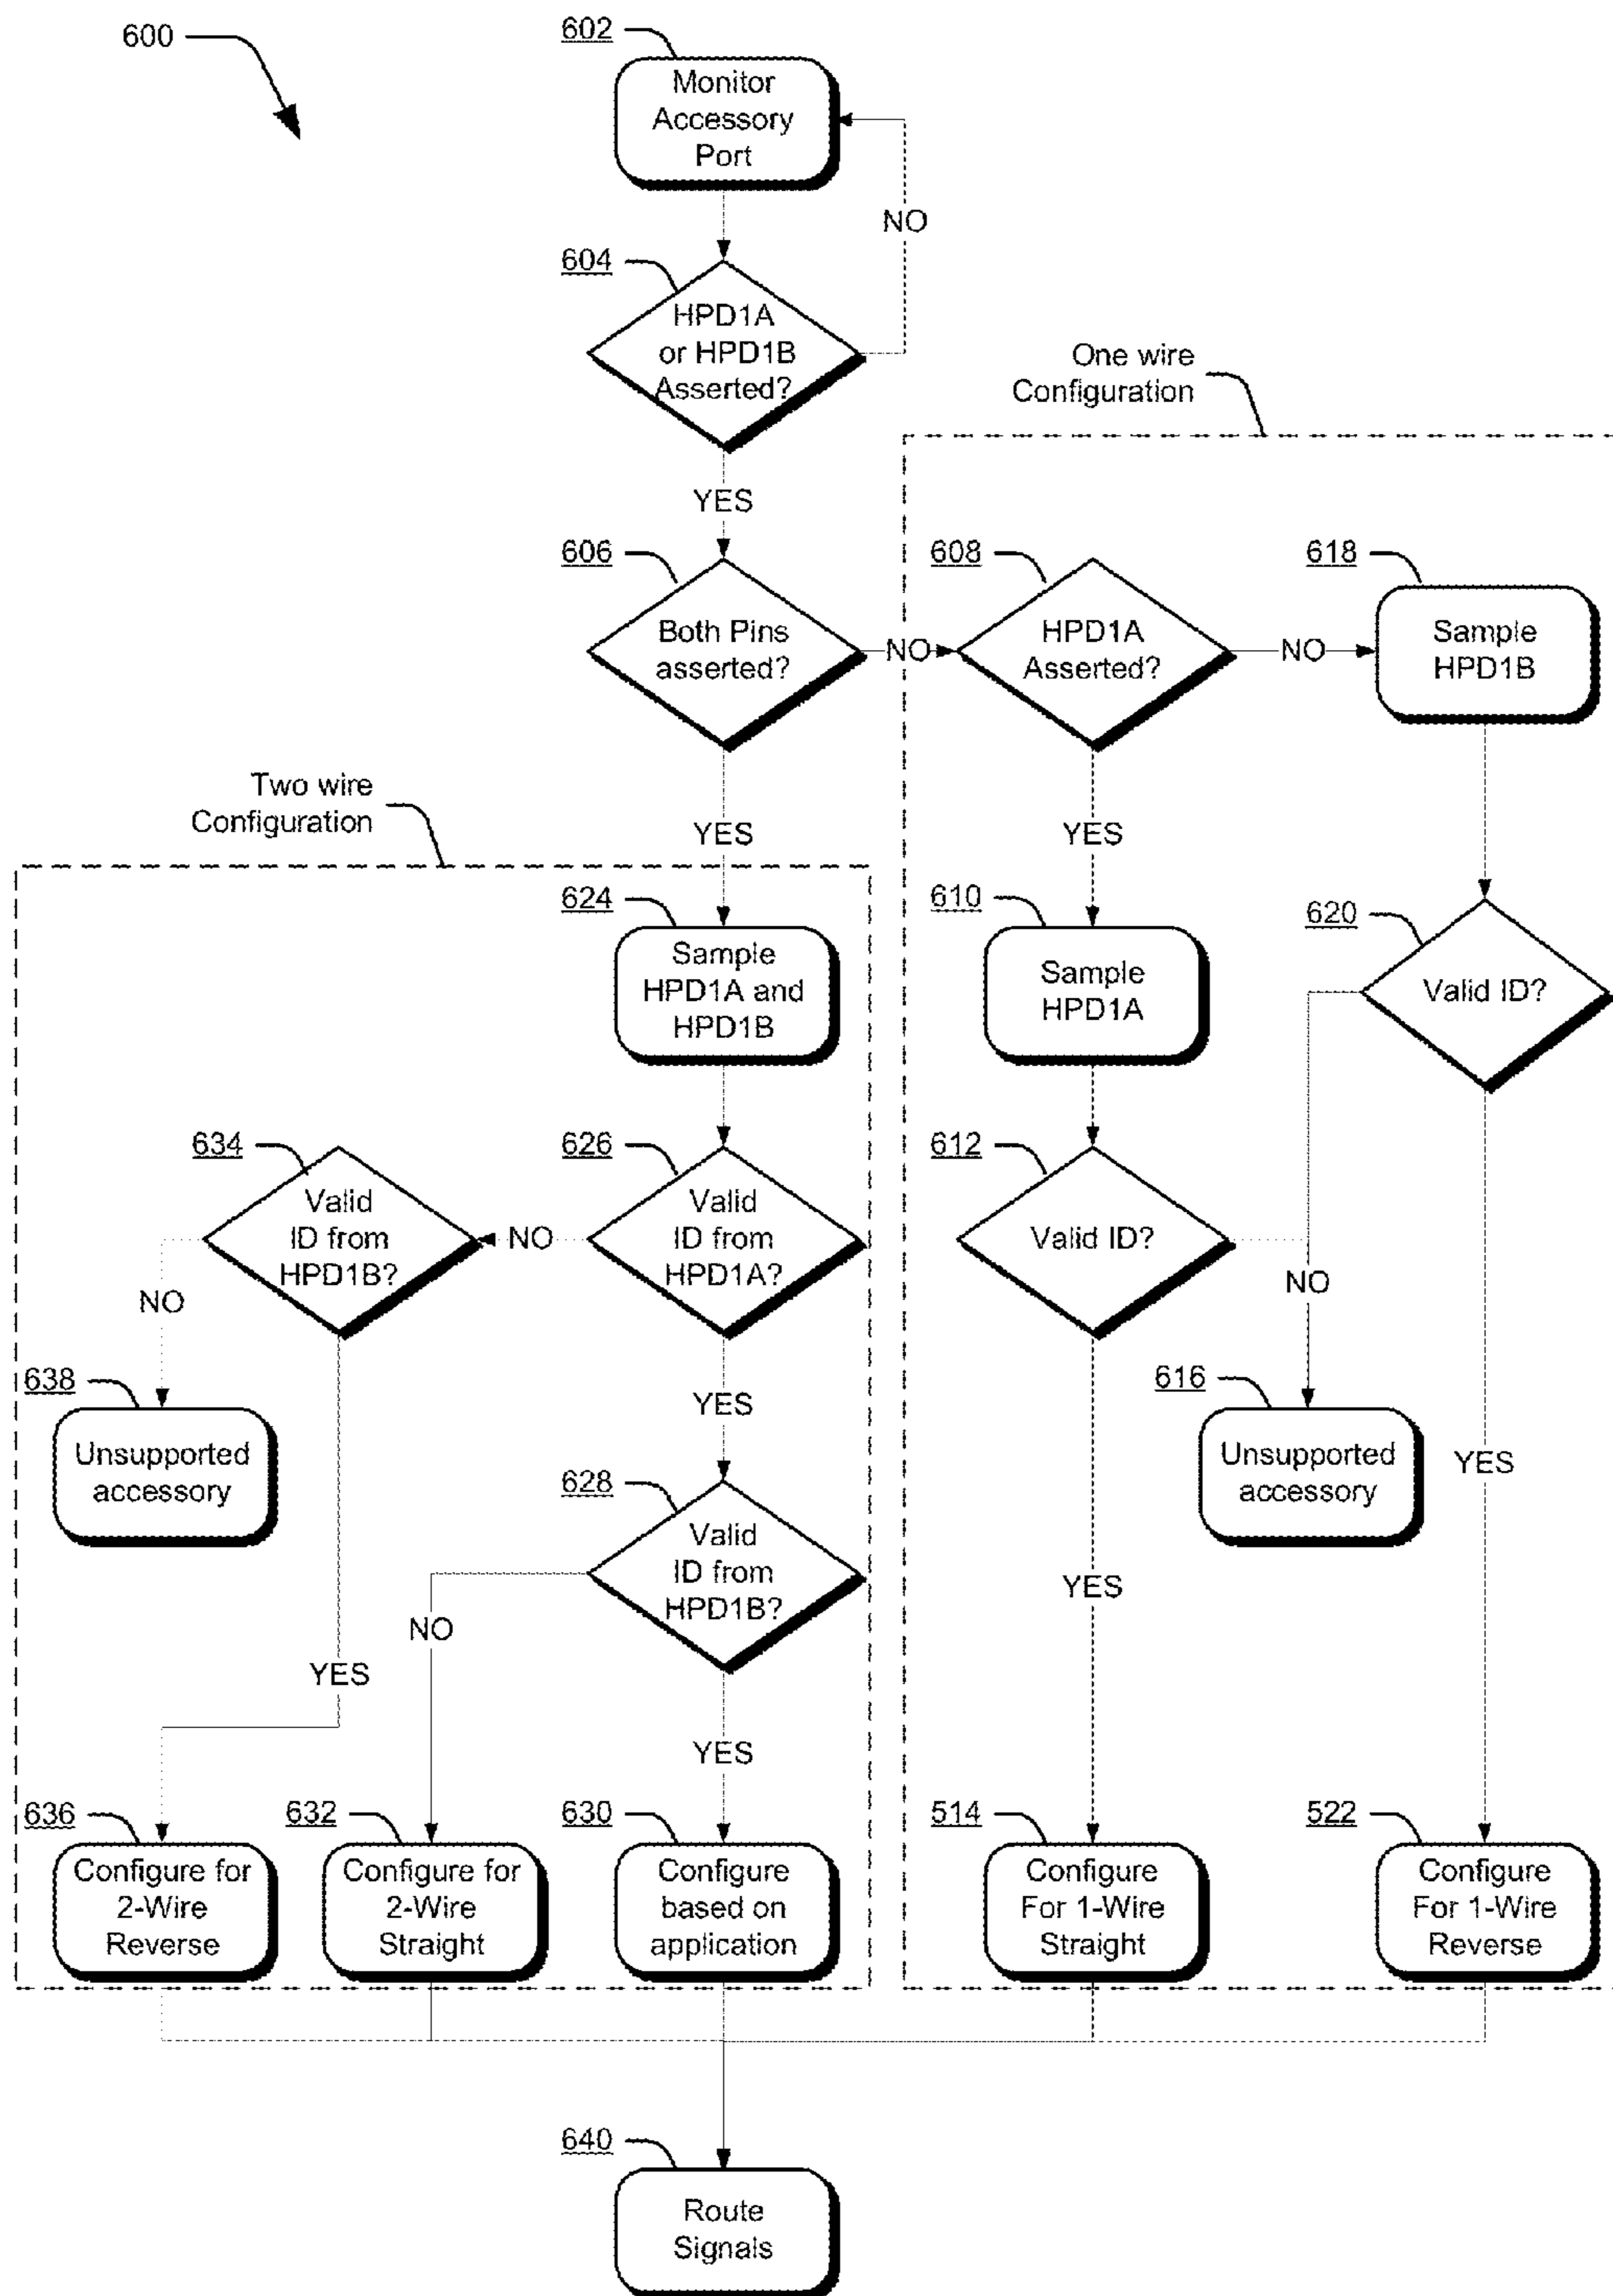 600
602
Monitor
Accessory
Port
NO
604
HPD1A
or HPD1B
Asserted?
One wire
Configuration
YES
606
Both Pins
asserted?
NO
608
HPD1A
Asserted?
NO
618
Sample
HPD1B
Two wire
Configuration
YES
YES
624
Sample
HPD1A and
HPD1B
610
Sample
HPD1A
620
Valid ID?
634
Valid
ID from
HPD1B?
NO
626
Valid
ID from
HPD1A?
612
Valid ID?
NO
NO
638
Unsupported
accessory
YES
616
Unsupported
accessory
YES
628
Valid
ID from
HPD1B?
YES
NO
YES
YES
636
Configure for
2-Wire
Reverse
632
Configure for
2-Wire
Straight
630
Configure
based on
application
514
Configure
For 1-Wire
Straight
522
Configure
For 1-Wire
Reverse
640
Route
Signals